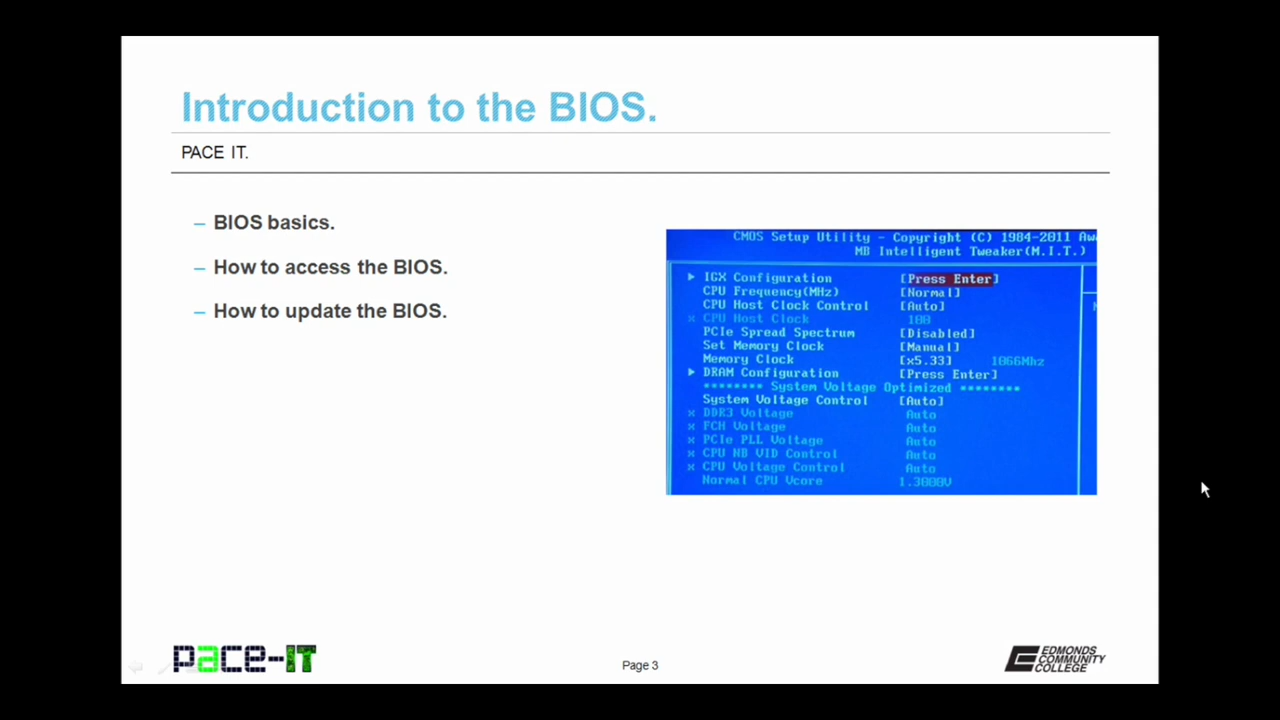 Introduction to the BIOS.
PACE IT.
– BIOS basics.
– How to access the BIOS.
– How to update the BIOS.
CMOS Setup Utility - Copyright (C) 1984-2011 Aw
MB Intelligent Tweaker(M.I.T.)
▶ IGX Configuration [Press Enter]
CPU Frequency(MHz) [Normal]
CPU Host Clock Control [Auto]
x CPU Host Clock 100
PCIe Spread Spectrum [Disabled]
Set Memory Clock [Manual]
Memory Clock [x5.33] 1066Mhz
▶ DRAM Configuration [Press Enter]
******** System Voltage Optimized ********
System Voltage Control [Auto]
x DDR3 Voltage Auto
x FCH Voltage Auto
x PCIe PLL Voltage Auto
x CPU NB VID Control Auto
x CPU Voltage Control Auto
Normal CPU Vcore 1.3000V
pace-IT
Page 3
EDMONDS
COMMUNITY
COLLEGE